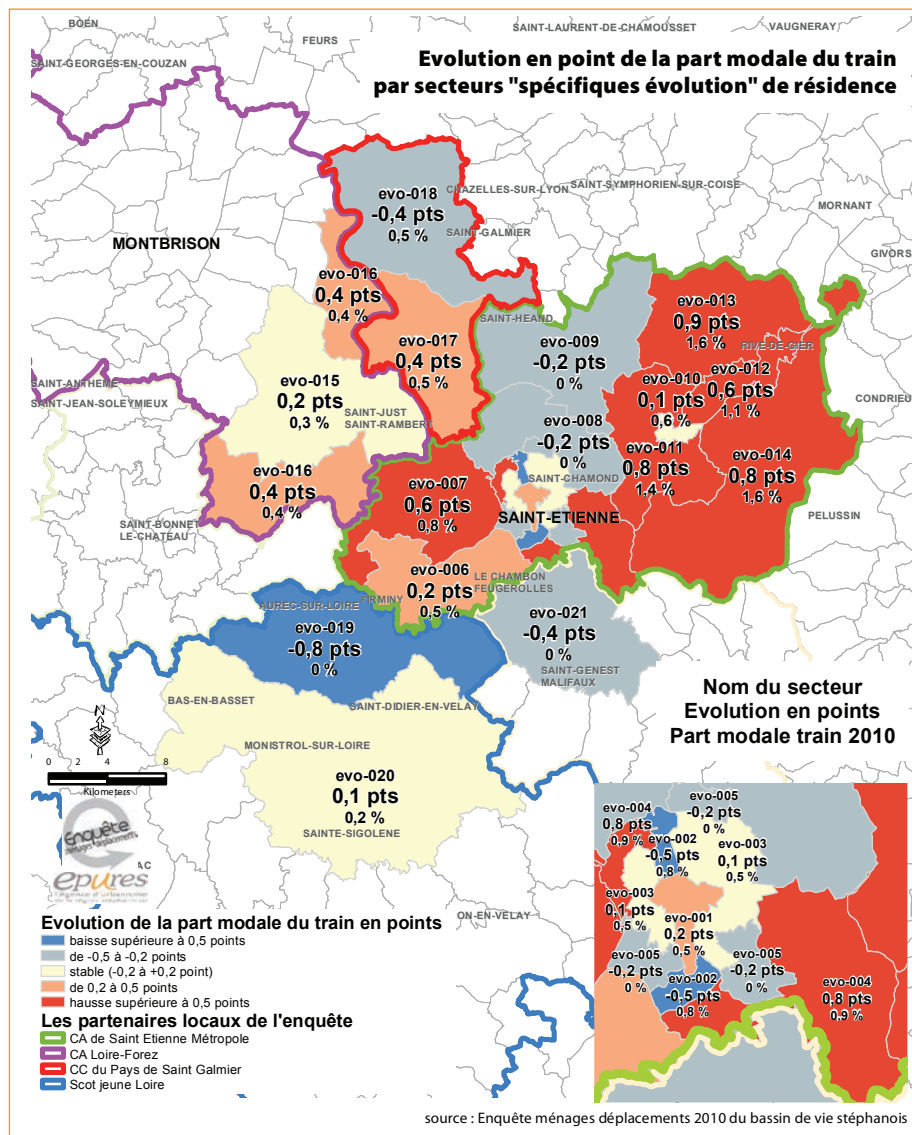 BOËN
SAINT-LAURENT-DE-CHAMOUSSET
VAUGNERAY
FEURS
SAINT-GEORGES-EN-COUZAN
Evolution en point de la part modale du train
par secteurs "spécifiques évolution" de résidence
CHAZELLES-SUR-LYON
SAINT-SYMPHORIEN-SUR-COISE
evo-018
-0,4 pts
0,5 %
SAINT-GALMIER
MORNANT
MONTBRISON
GIVORS
evo-016
0,4 pts
0,4 %
evo-013
0,9 pts
1,6 %
SAINT-HEAND
evo-017
0,4 pts
0,5 %
evo-009
-0,2 pts
0 %
RIVE-DE-GIER
evo-012
0,6 pts
1,1 %
evo-010
0,1 pts
0,6 %
evo-015
0,2 pts
0,3 %
SAINT-ANTHEME
SAINT-JEAN-SOLEYMIEUX
CONDRIEU
SAINT-JUST
SAINT-RAMBERT
evo-008
-0,2 pts
0 %
evo-011
0,8 pts
1,4 %
evo-014
0,8 pts
1,6 %
evo-016
0,4 pts
0,4 %
evo-007
0,6 pts
0,8 %
SAINT-CHAMOND
SAINT-ETIENNE
PELUSSIN
SAINT-BONNET
LE-CHATEAU
evo-006
0,2 pts
0,5 %
LE CHAMBON
FEUGEROLLES
FIRMINY
AUREC-SUR-LOIRE
evo-019
-0,8 pts
0 %
evo-021
-0,4 pts
0 %
SAINT-GENEST
MALIFAUX
BAS-EN-BASSET
SAINT-DIDIER-EN-VELAY
Nom du secteur
Evolution en points
Part modale train 2010
N
MONISTROL-SUR-LOIRE
0 4 8
Kilometers
evo-020
0,1 pts
0,2 %
SAINTE-SIGOLENE
evo-005
-0,2 pts
0 %
evo-004
0,8 pts
0,9 %
evo-002
-0,5 pts
0,8 %
evo-003
0,1 pts
0,5 %
evo-003
0,1 pts
0,5 %
evo-001
0,2 pts
0,5 %
evo-005
-0,2 pts
0 %
evo-005
-0,2 pts
0 %
evo-002
-0,5 pts
0,8 %
evo-004
0,8 pts
0,9 %
Enquête
ménages déplacements
AC
epures
l'Agence d'urbanisme
de la région stéphanoise
ON-EN-VELAY
Evolution de la part modale du train en points
baisse supérieure à 0,5 points
de -0,5 à -0,2 points
stable (-0,2 à +0,2 point)
de 0,2 à 0,5 points
hausse supérieure à 0,5 points
Les partenaires locaux de l'enquête
CA de Saint Etienne Métropole
CA Loire-Forez
CC du Pays de Saint Galmier
Scot jeune Loire
source : Enquête ménages déplacements 2010 du bassin de vie stéphanois